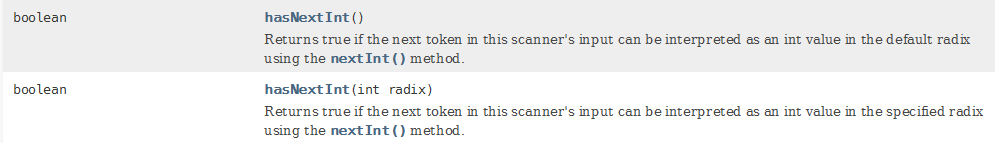 boolean hasNextInt()
Returns true if the next token in this scanner's input can be interpreted as an int value in the default radix
using the nextInt() method.
boolean hasNextInt(int radix)
Returns true if the next token in this scanner's input can be interpreted as an int value in the specified radix
using the nextInt() method.